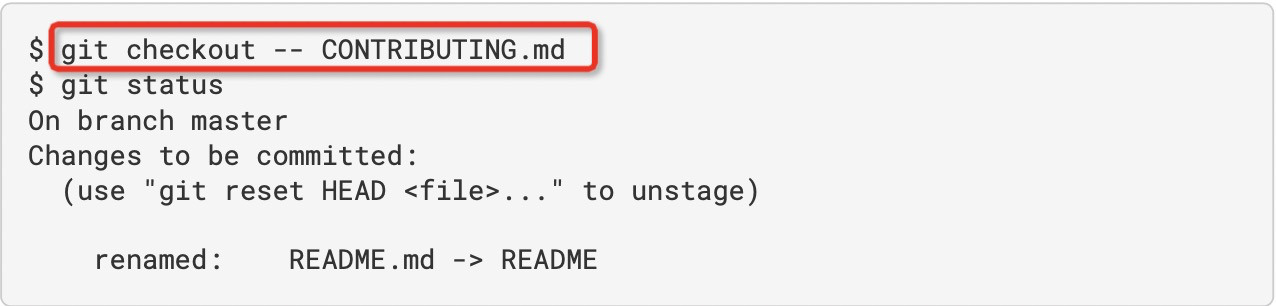 $ git checkout -- CONTRIBUTING.md
$ git status
On branch master
Changes to be committed:
  (use "git reset HEAD <file>..." to unstage)

    renamed:    README.md -> README